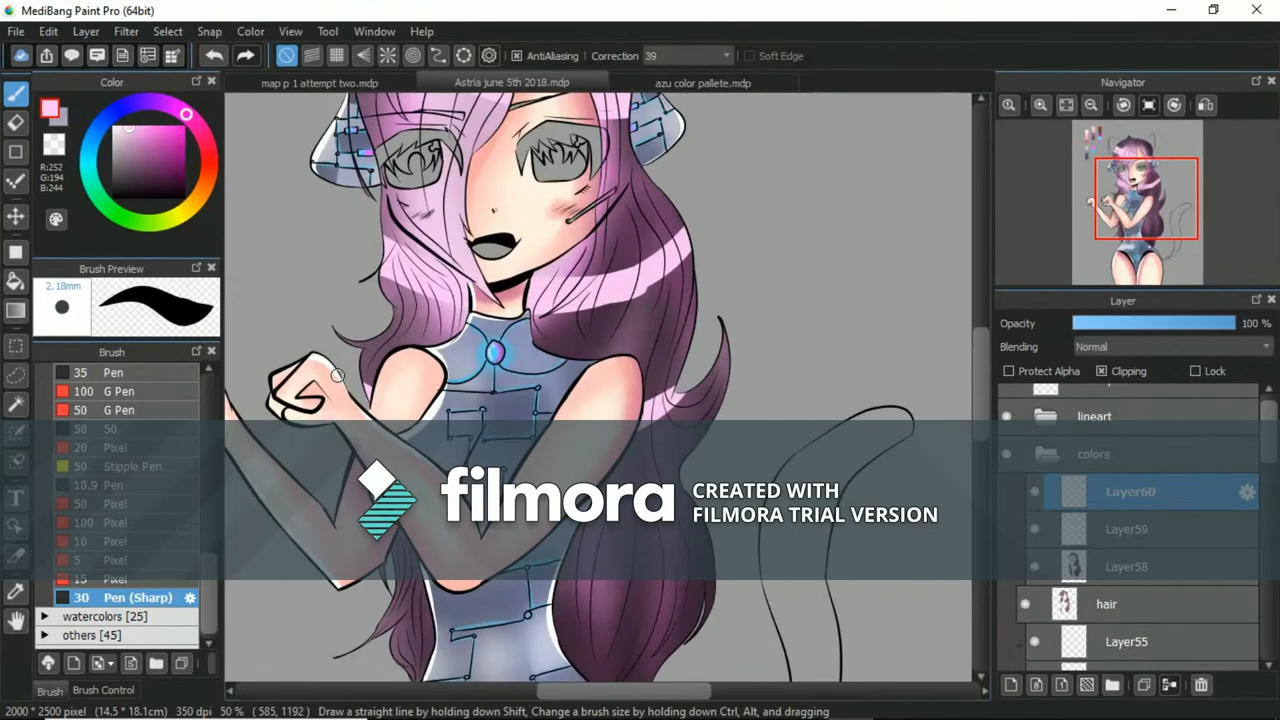 MediBang Paint Pro (64bit)
File Edit Layer Filter Select Snap Color View Tool Window Help
AntiAliasing Correction 39 Soft Edge
Color
map p 1 attempt two.mdp Astria june 5th 2018.mdp azu color pallete.mdp
Navigator
R:252
G:194
B:244
Brush Preview
2.18mm
Layer
Opacity 100 %
Blending Normal
Protect Alpha Clipping Lock
Brush
35 Pen
100 G Pen
50 G Pen
50 50
20 Pixel
50 Stipple Pen
10.9 Pen
50 Pixel
100 Pixel
10 Pixel
5 Pixel
15 Pixel
30 Pen (Sharp)
watercolors [25]
others [45]
lineart
colors
Layer60
Layer59
Layer58
hair
Layer55
filmora CREATED WITH
FILMORA TRIAL VERSION
Brush Brush Control
2000 * 2500 pixel (14.5 * 18.1cm) 350 dpi 50 % ( 585, 1192 ) Draw a straight line by holding down Shift, Change a brush size by holding down Ctrl, Alt, and dragging